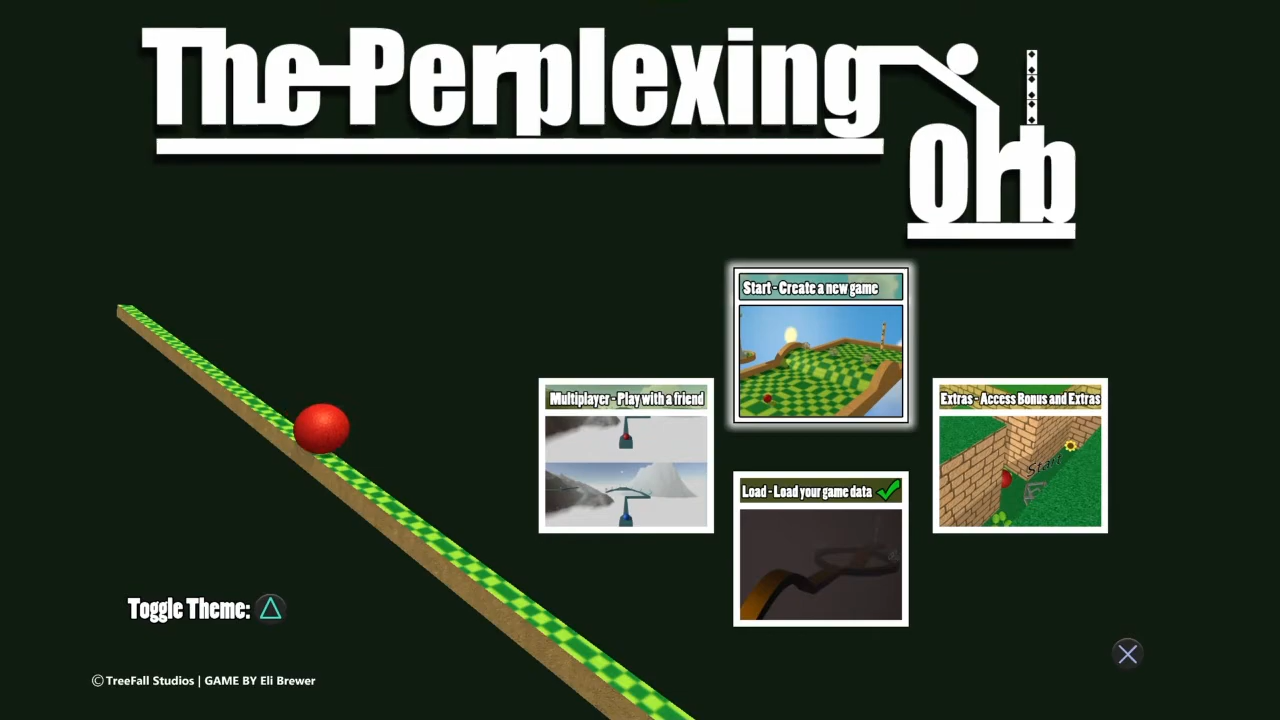 The Perplexing
Orb
Start - Create a new game
Multiplayer - Play with a friend
Extras - Access Bonus and Extras
Start
Load - Load your game data
Toggle Theme:
© TreeFall Studios | GAME BY Eli Brewer